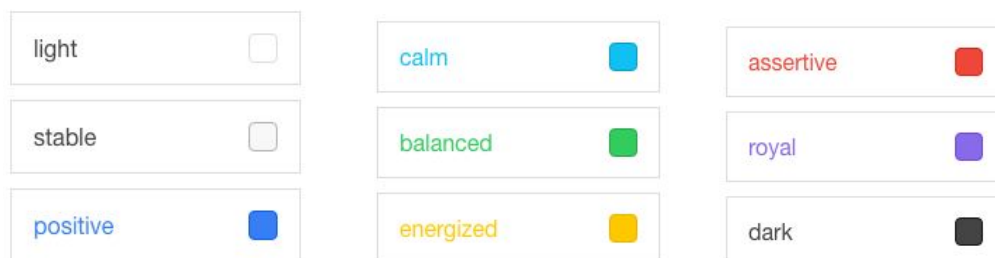 light
stable
positive
calm
balanced
energized
assertive
royal
dark